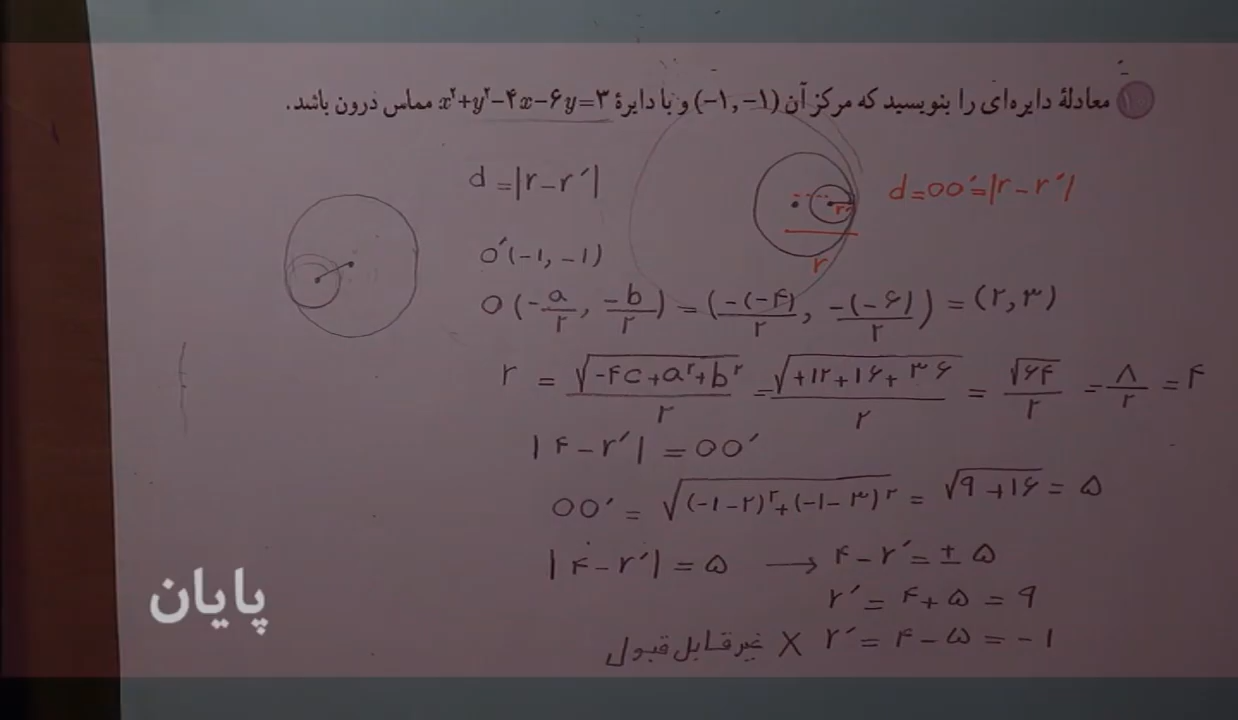 ۱ معادلهٔ دایره‌ای را بنویسید که مرکز آن (−۱, −۱) و با دایرهٔ x²+y²−۴x−۶y=۳ مماس درون باشد.
d = |r − r′|
r′
d = OO′ = |r − r′|
r
O′(−۱, −۱)
O(−a/۲, −b/۲) = (−(−۴)/۲, −(−۶)/۲) = (۲, ۳)
r = √(−۴c + a² + b²)/۲ = √(+۱۲ + ۱۶ + ۳۶)/۲ = √۶۴/۲ = ۸/۲ = ۴
|۴ − r′| = OO′
OO′ = √((−۱−۲)² + (−۱−۳)²) = √(۹ + ۱۶) = ۵
|۴ − r′| = ۵ → ۴ − r′ = ± ۵
r′ = ۴ + ۵ = ۹
r′ = ۴ − ۵ = −۱ X غیر قابل قبول
پایان